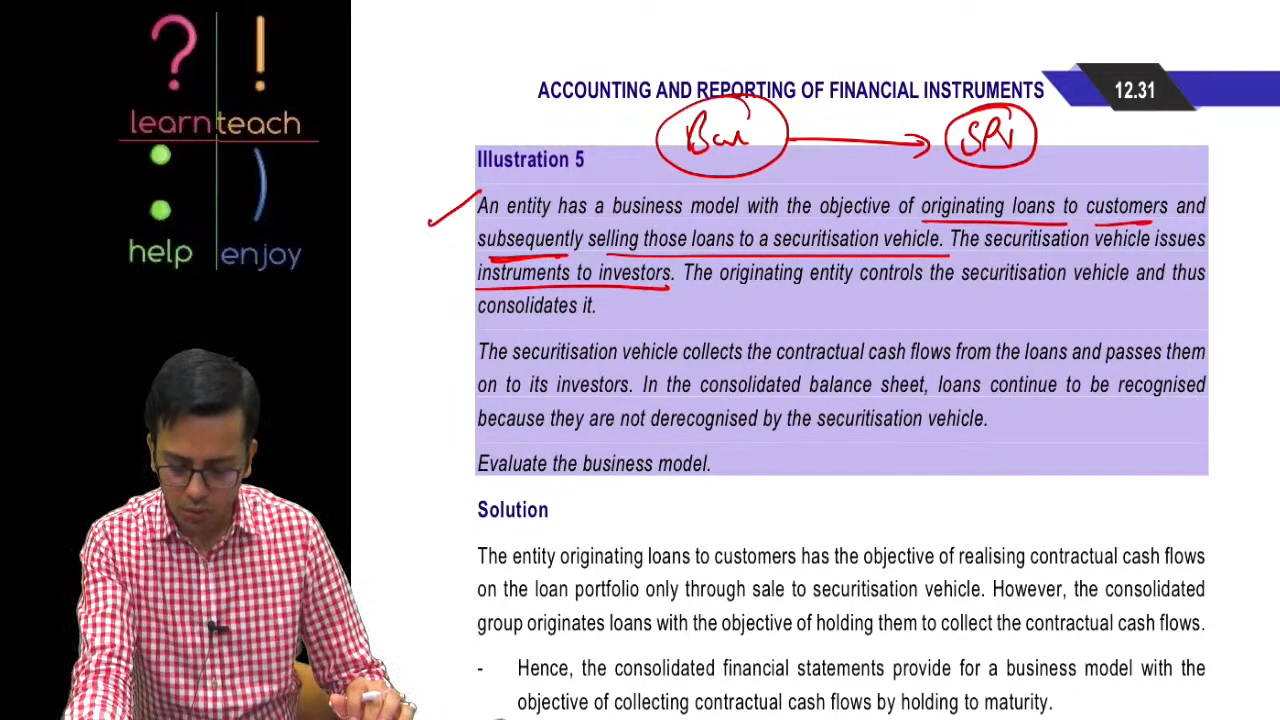 ?
!
learn teach
:
)
help enjoy
ACCOUNTING AND REPORTING OF FINANCIAL INSTRUMENTS 12.31
Illustration 5
An entity has a business model with the objective of originating loans to customers and
subsequently selling those loans to a securitisation vehicle. The securitisation vehicle issues
instruments to investors. The originating entity controls the securitisation vehicle and thus
consolidates it.
The securitisation vehicle collects the contractual cash flows from the loans and passes them
on to its investors. In the consolidated balance sheet, loans continue to be recognised
because they are not derecognised by the securitisation vehicle.
Evaluate the business model.
Solution
The entity originating loans to customers has the objective of realising contractual cash flows
on the loan portfolio only through sale to securitisation vehicle. However, the consolidated
group originates loans with the objective of holding them to collect the contractual cash flows.
- Hence, the consolidated financial statements provide for a business model with the
objective of collecting contractual cash flows by holding to maturity.